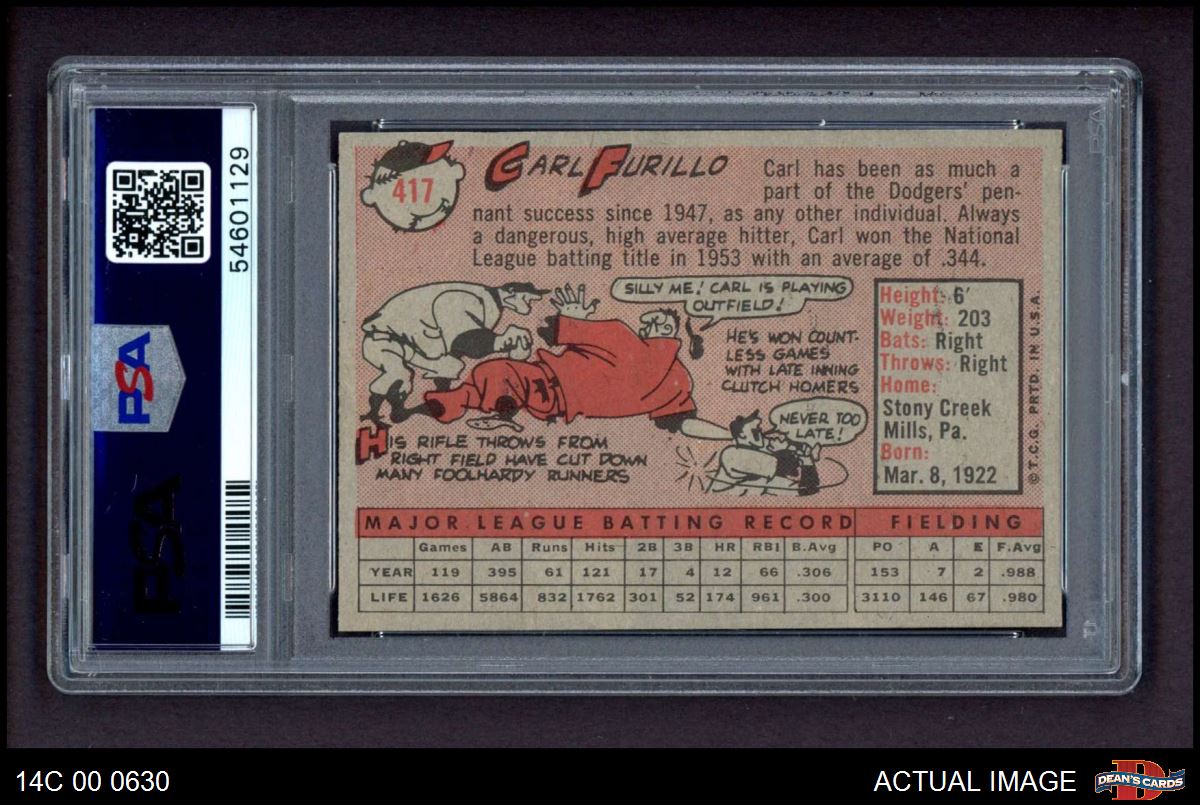 54601129
PSA
PSA
417
CARL FURILLO
Carl has been as much a
part of the Dodgers' pen-
nant success since 1947, as any other individual. Always
a dangerous, high average hitter, Carl won the National
League batting title in 1953 with an average of .344.
SILLY ME! CARL IS PLAYING
OUTFIELD!
HE'S WON COUNT-
LESS GAMES
WITH LATE INNING
CLUTCH HOMERS
NEVER TOO
LATE!
HIS RIFLE THROWS FROM
RIGHT FIELD HAVE CUT DOWN
MANY FOOLHARDY RUNNERS
Height: 6'
Weight: 203
Bats: Right
Throws: Right
Home:
Stony Creek
Mills, Pa.
Born:
Mar. 8, 1922
© T.C.G. PRTD. IN U.S.A.
MAJOR LEAGUE BATTING RECORD FIELDING
Games AB Runs Hits 2B 3B HR RBI B.Avg PO A E F.Avg
YEAR 119 395 61 121 17 4 12 66 .306 153 7 2 .988
LIFE 1626 5864 832 1762 301 52 174 961 .300 3110 146 67 .980
14C 00 0630
ACTUAL IMAGE
DEAN'S CARDS